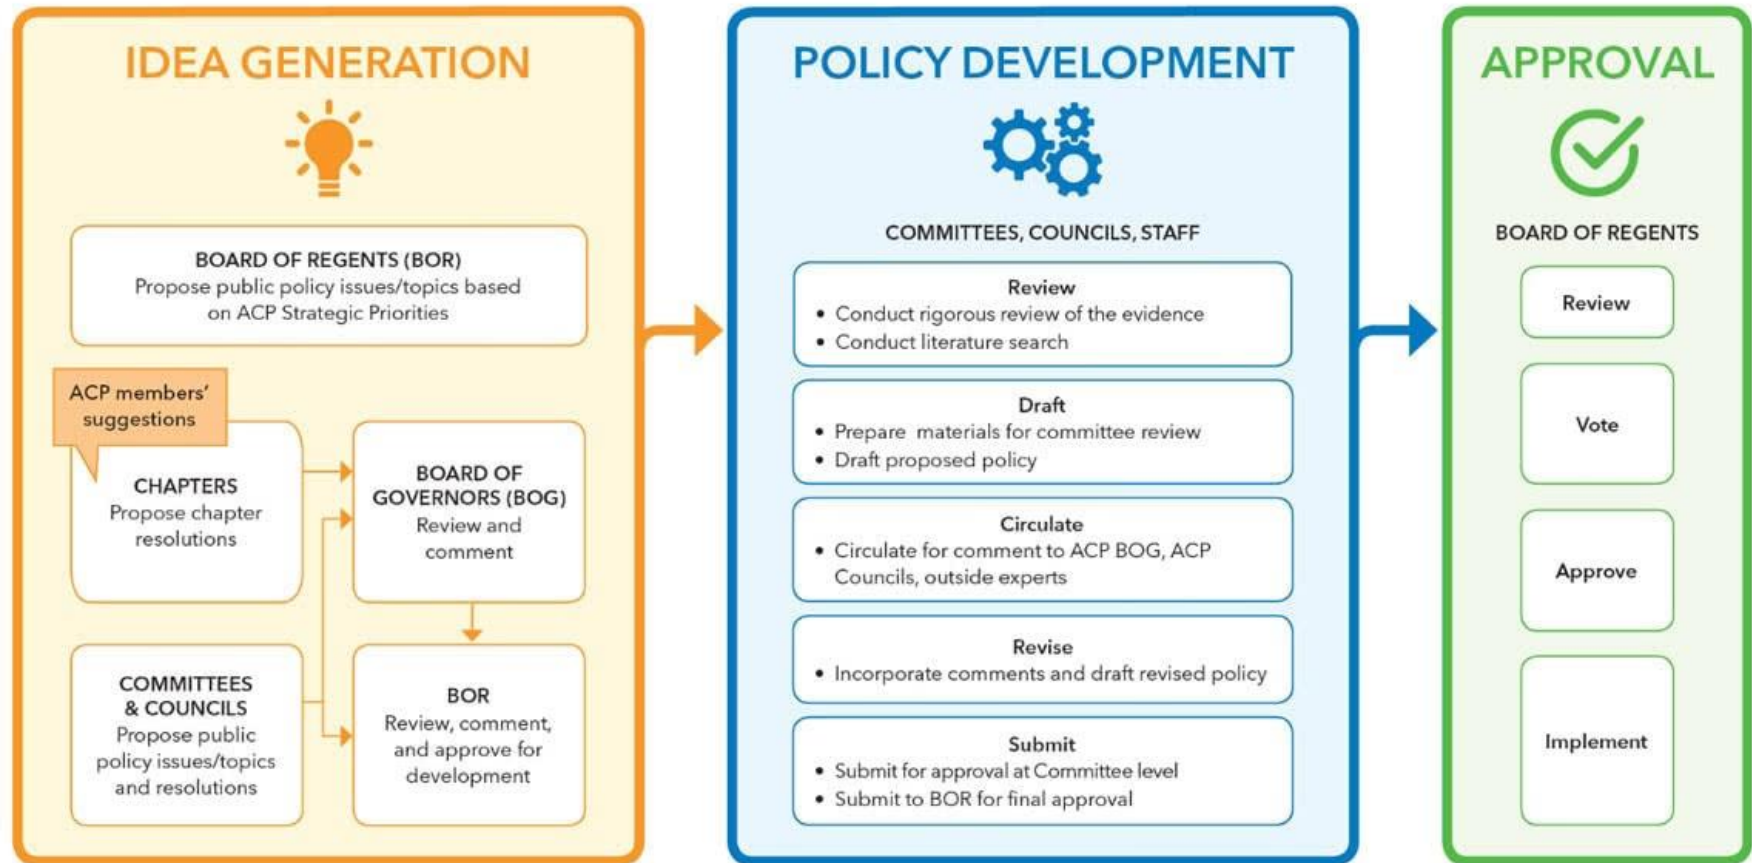 IDEA GENERATION
BOARD OF REGENTS (BOR)
Propose public policy issues/topics based
on ACP Strategic Priorities
ACP members’
suggestions
CHAPTERS
Propose chapter
resolutions
BOARD OF
GOVERNORS (BOG)
Review and
comment
COMMITTEES
& COUNCILS
Propose public
policy issues/topics
and resolutions
BOR
Review, comment,
and approve for
development
POLICY DEVELOPMENT
COMMITTEES, COUNCILS, STAFF
Review
• Conduct rigorous review of the evidence
• Conduct literature search
Draft
• Prepare materials for committee review
• Draft proposed policy
Circulate
• Circulate for comment to ACP BOG, ACP
Councils, outside experts
Revise
• Incorporate comments and draft revised policy
Submit
• Submit for approval at Committee level
• Submit to BOR for final approval
APPROVAL
BOARD OF REGENTS
Review
Vote
Approve
Implement